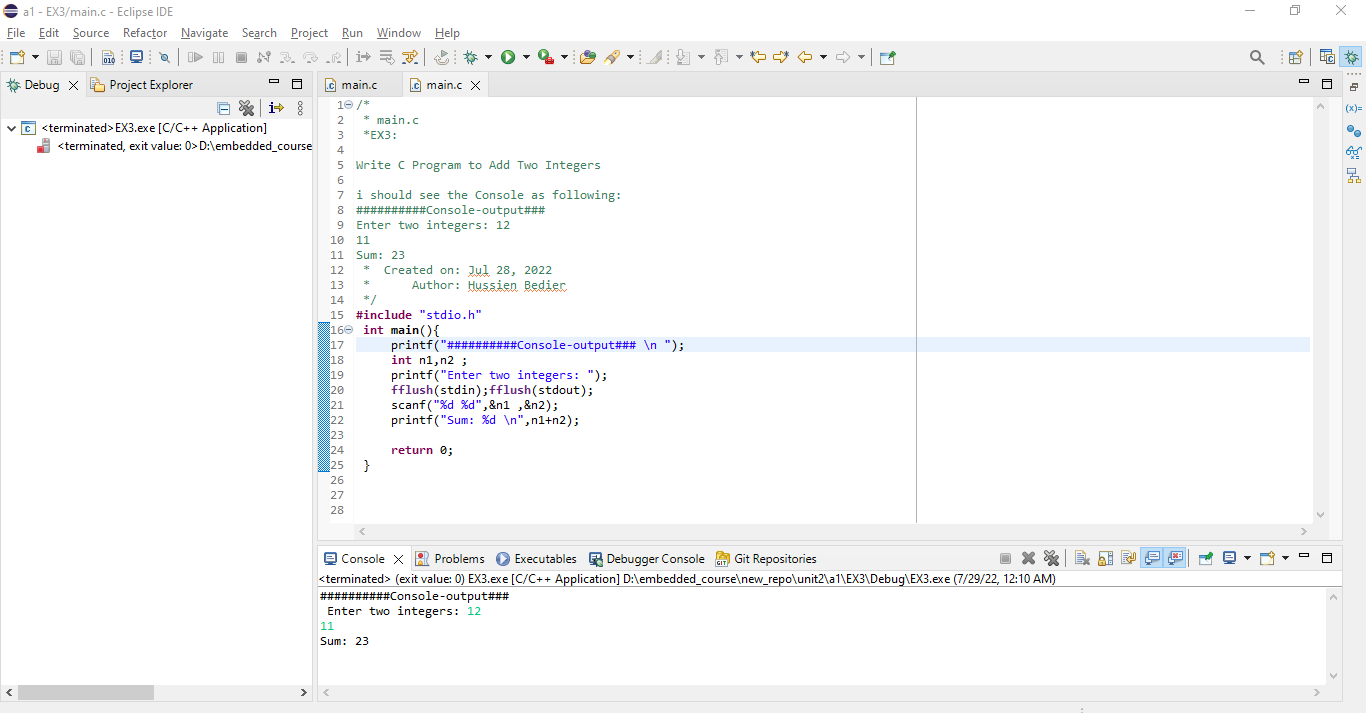 a1 - EX3/main.c - Eclipse IDE
File Edit Source Refactor Navigate Search Project Run Window Help
Debug Project Explorer
<terminated>EX3.exe [C/C++ Application]
<terminated, exit value: 0>D:\embedded_course
main.c main.c
1 /*
2  * main.c
3  *EX3:
4
5 Write C Program to Add Two Integers
6
7 i should see the Console as following:
8 ##########Console-output###
9 Enter two integers: 12
10 11
11 Sum: 23
12  *  Created on: Jul 28, 2022
13  *      Author: Hussien Bedier
14  */
15 #include "stdio.h"
16  int main(){
17      printf("##########Console-output### \n ");
18      int n1,n2 ;
19      printf("Enter two integers: ");
20      fflush(stdin);fflush(stdout);
21      scanf("%d %d",&n1 ,&n2);
22      printf("Sum: %d \n",n1+n2);
23
24      return 0;
25  }
26
27
28
Console Problems Executables Debugger Console Git Repositories
<terminated> (exit value: 0) EX3.exe [C/C++ Application] D:\embedded_course\new_repo\unit2\a1\EX3\Debug\EX3.exe (7/29/22, 12:10 AM)
##########Console-output###
 Enter two integers: 12
11
Sum: 23